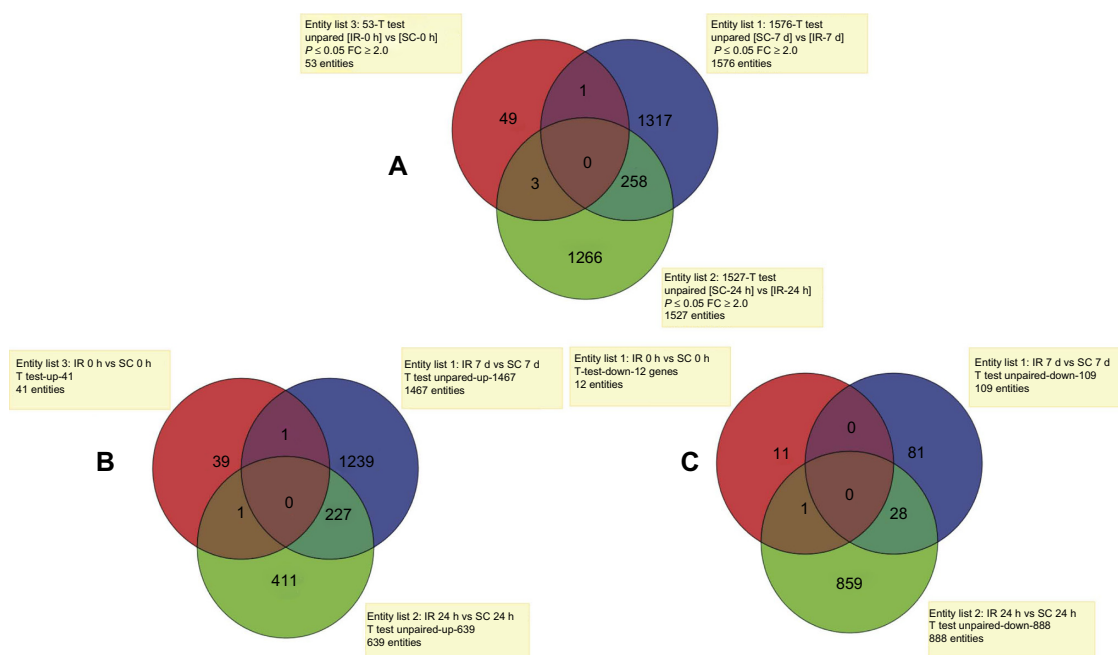 Entity list 3: 53-T test
unpared [IR-0 h] vs [SC-0 h]
P ≤ 0.05 FC ≥ 2.0
53 entities
Entity list 1: 1576-T test
unpared [SC-7 d] vs [IR-7 d]
P ≤ 0.05 FC ≥ 2.0
1576 entities
1
49
1317
A
0
3
258
1266
Entity list 2: 1527-T test
unpaired [SC-24 h] vs [IR-24 h]
P ≤ 0.05 FC ≥ 2.0
1527 entities
Entity list 3: IR 0 h vs SC 0 h
T test-up-41
41 entities
Entity list 1: IR 7 d vs SC 7 d
T test unpared-up-1467
1467 entities
1
B
39
1239
0
1
227
411
Entity list 2: IR 24 h vs SC 24 h
T test unpaired-up-639
639 entities
Entity list 1: IR 0 h vs SC 0 h
T-test-down-12 genes
12 entities
Entity list 1: IR 7 d vs SC 7 d
T test unpaired-down-109
109 entities
0
C
11
81
0
1
28
859
Entity list 2: IR 24 h vs SC 24 h
T test unpaired-down-888
888 entities